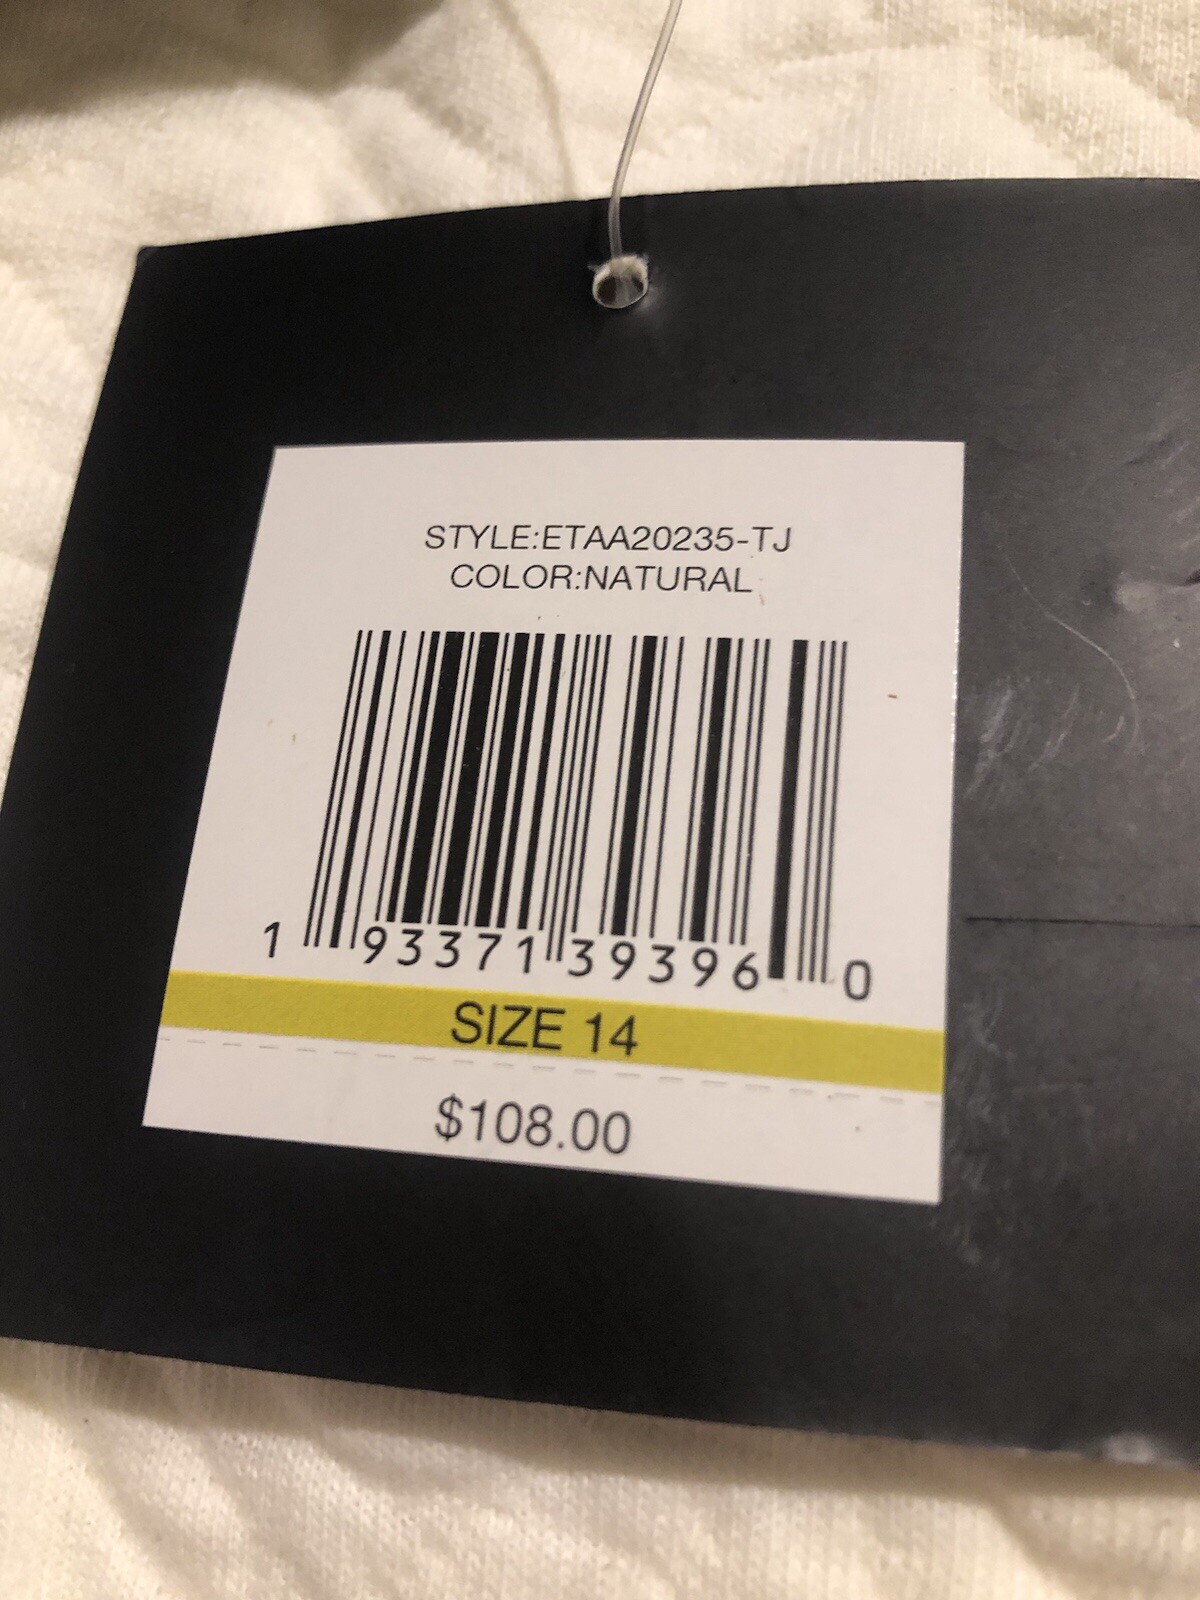 STYLE:ETAA20235-TJ
COLOR:NATURAL
1 93371 39396 0
SIZE 14
$108.00